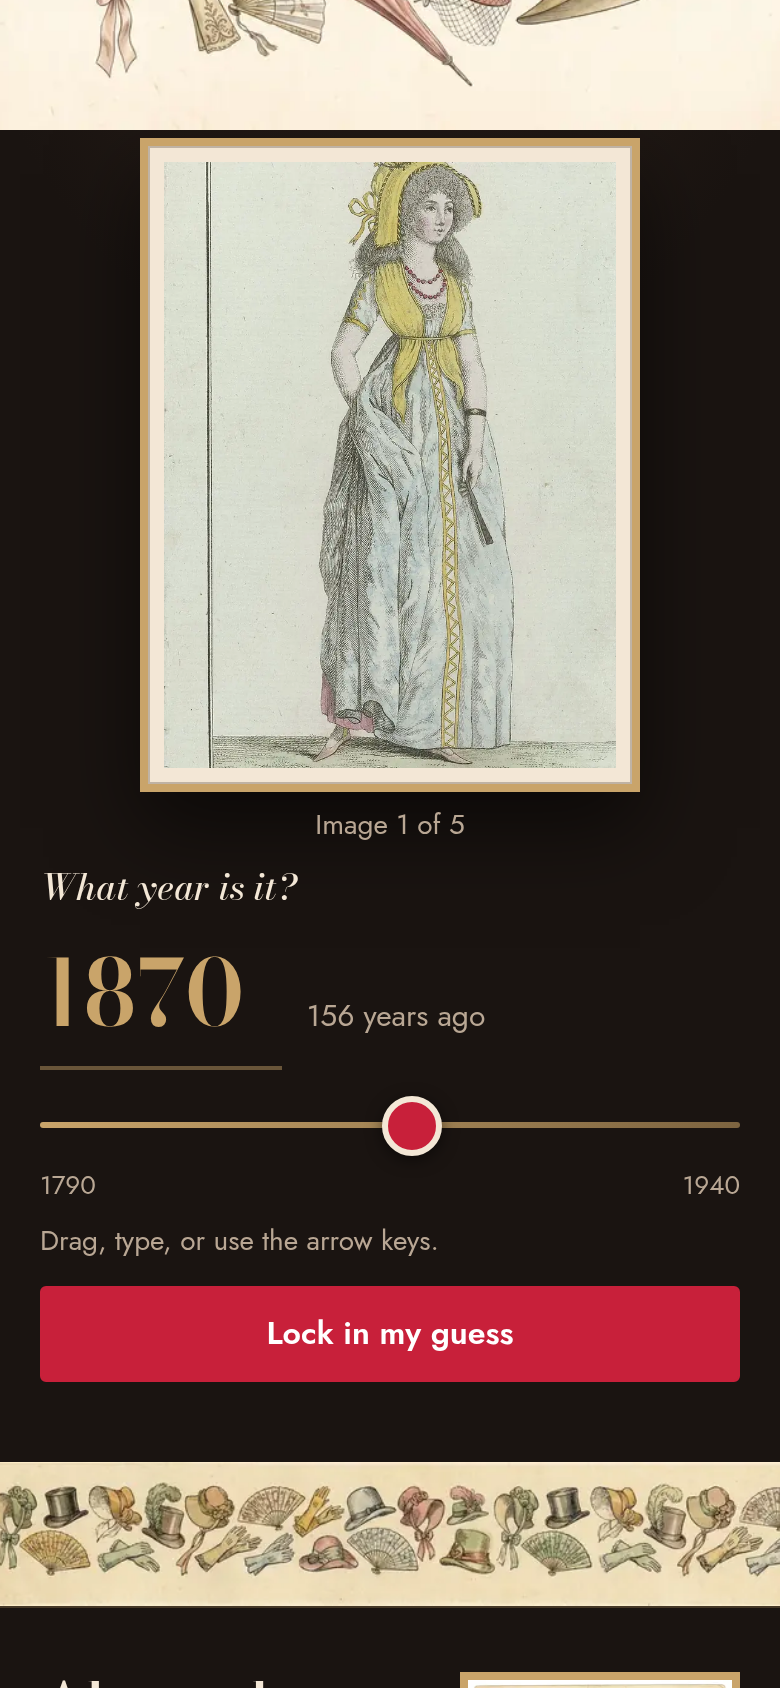 Image 1 of 5
What year is it?
1870
156 years ago
1790
1940
Drag, type, or use the arrow keys.
Lock in my guess